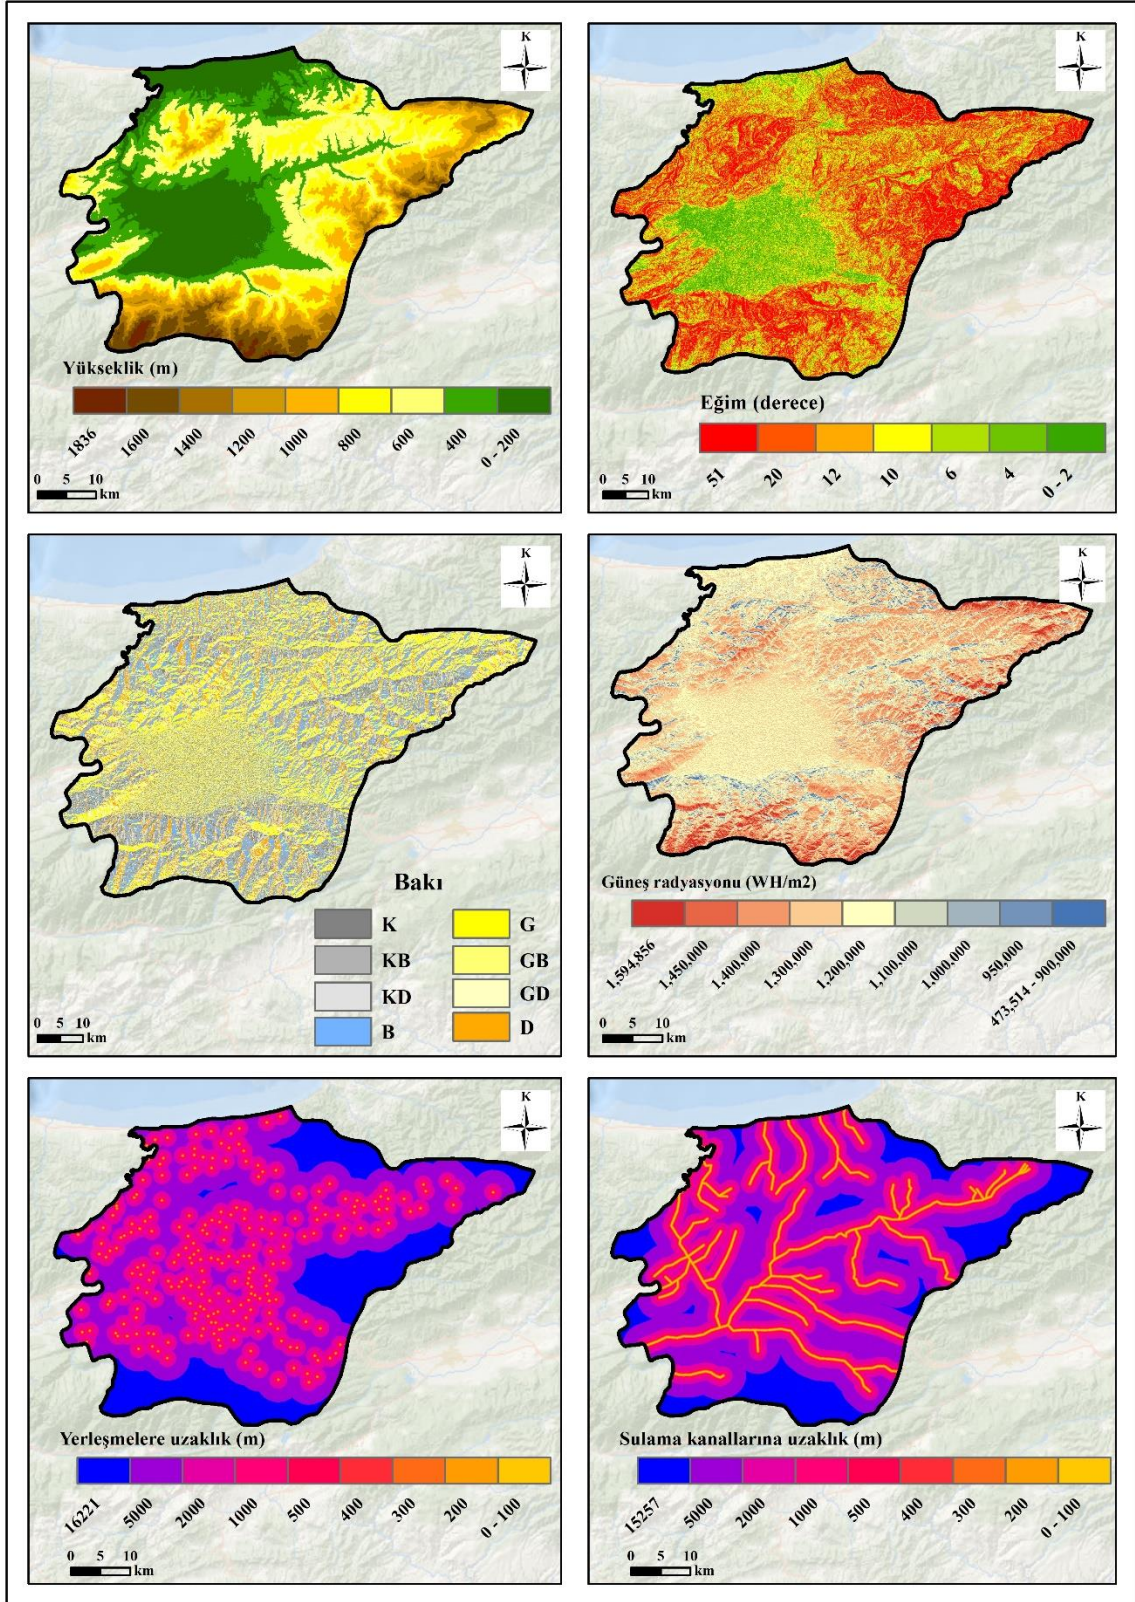 K
Yükseklik (m)
1836
1600
1400
1200
1000
800
600
400
0 - 200
0 5 10
km
K
Eğim (derece)
51
20
12
10
6
4
0 - 2
0 5 10
km
K
Bakı
K
KB
KD
B
G
GB
GD
D
0 5 10
km
K
Güneş radyasyonu (WH/m2)
1,594,856
1,450,000
1,400,000
1,300,000
1,200,000
1,100,000
1,000,000
950,000
473,514 - 900,000
0 5 10
km
K
Yerleşmelere uzaklık (m)
16221
5000
2000
1000
500
400
300
200
0 - 100
0 5 10
km
K
Sulama kanallarına uzaklık (m)
15257
5000
2000
1000
500
400
300
200
0 - 100
0 5 10
km